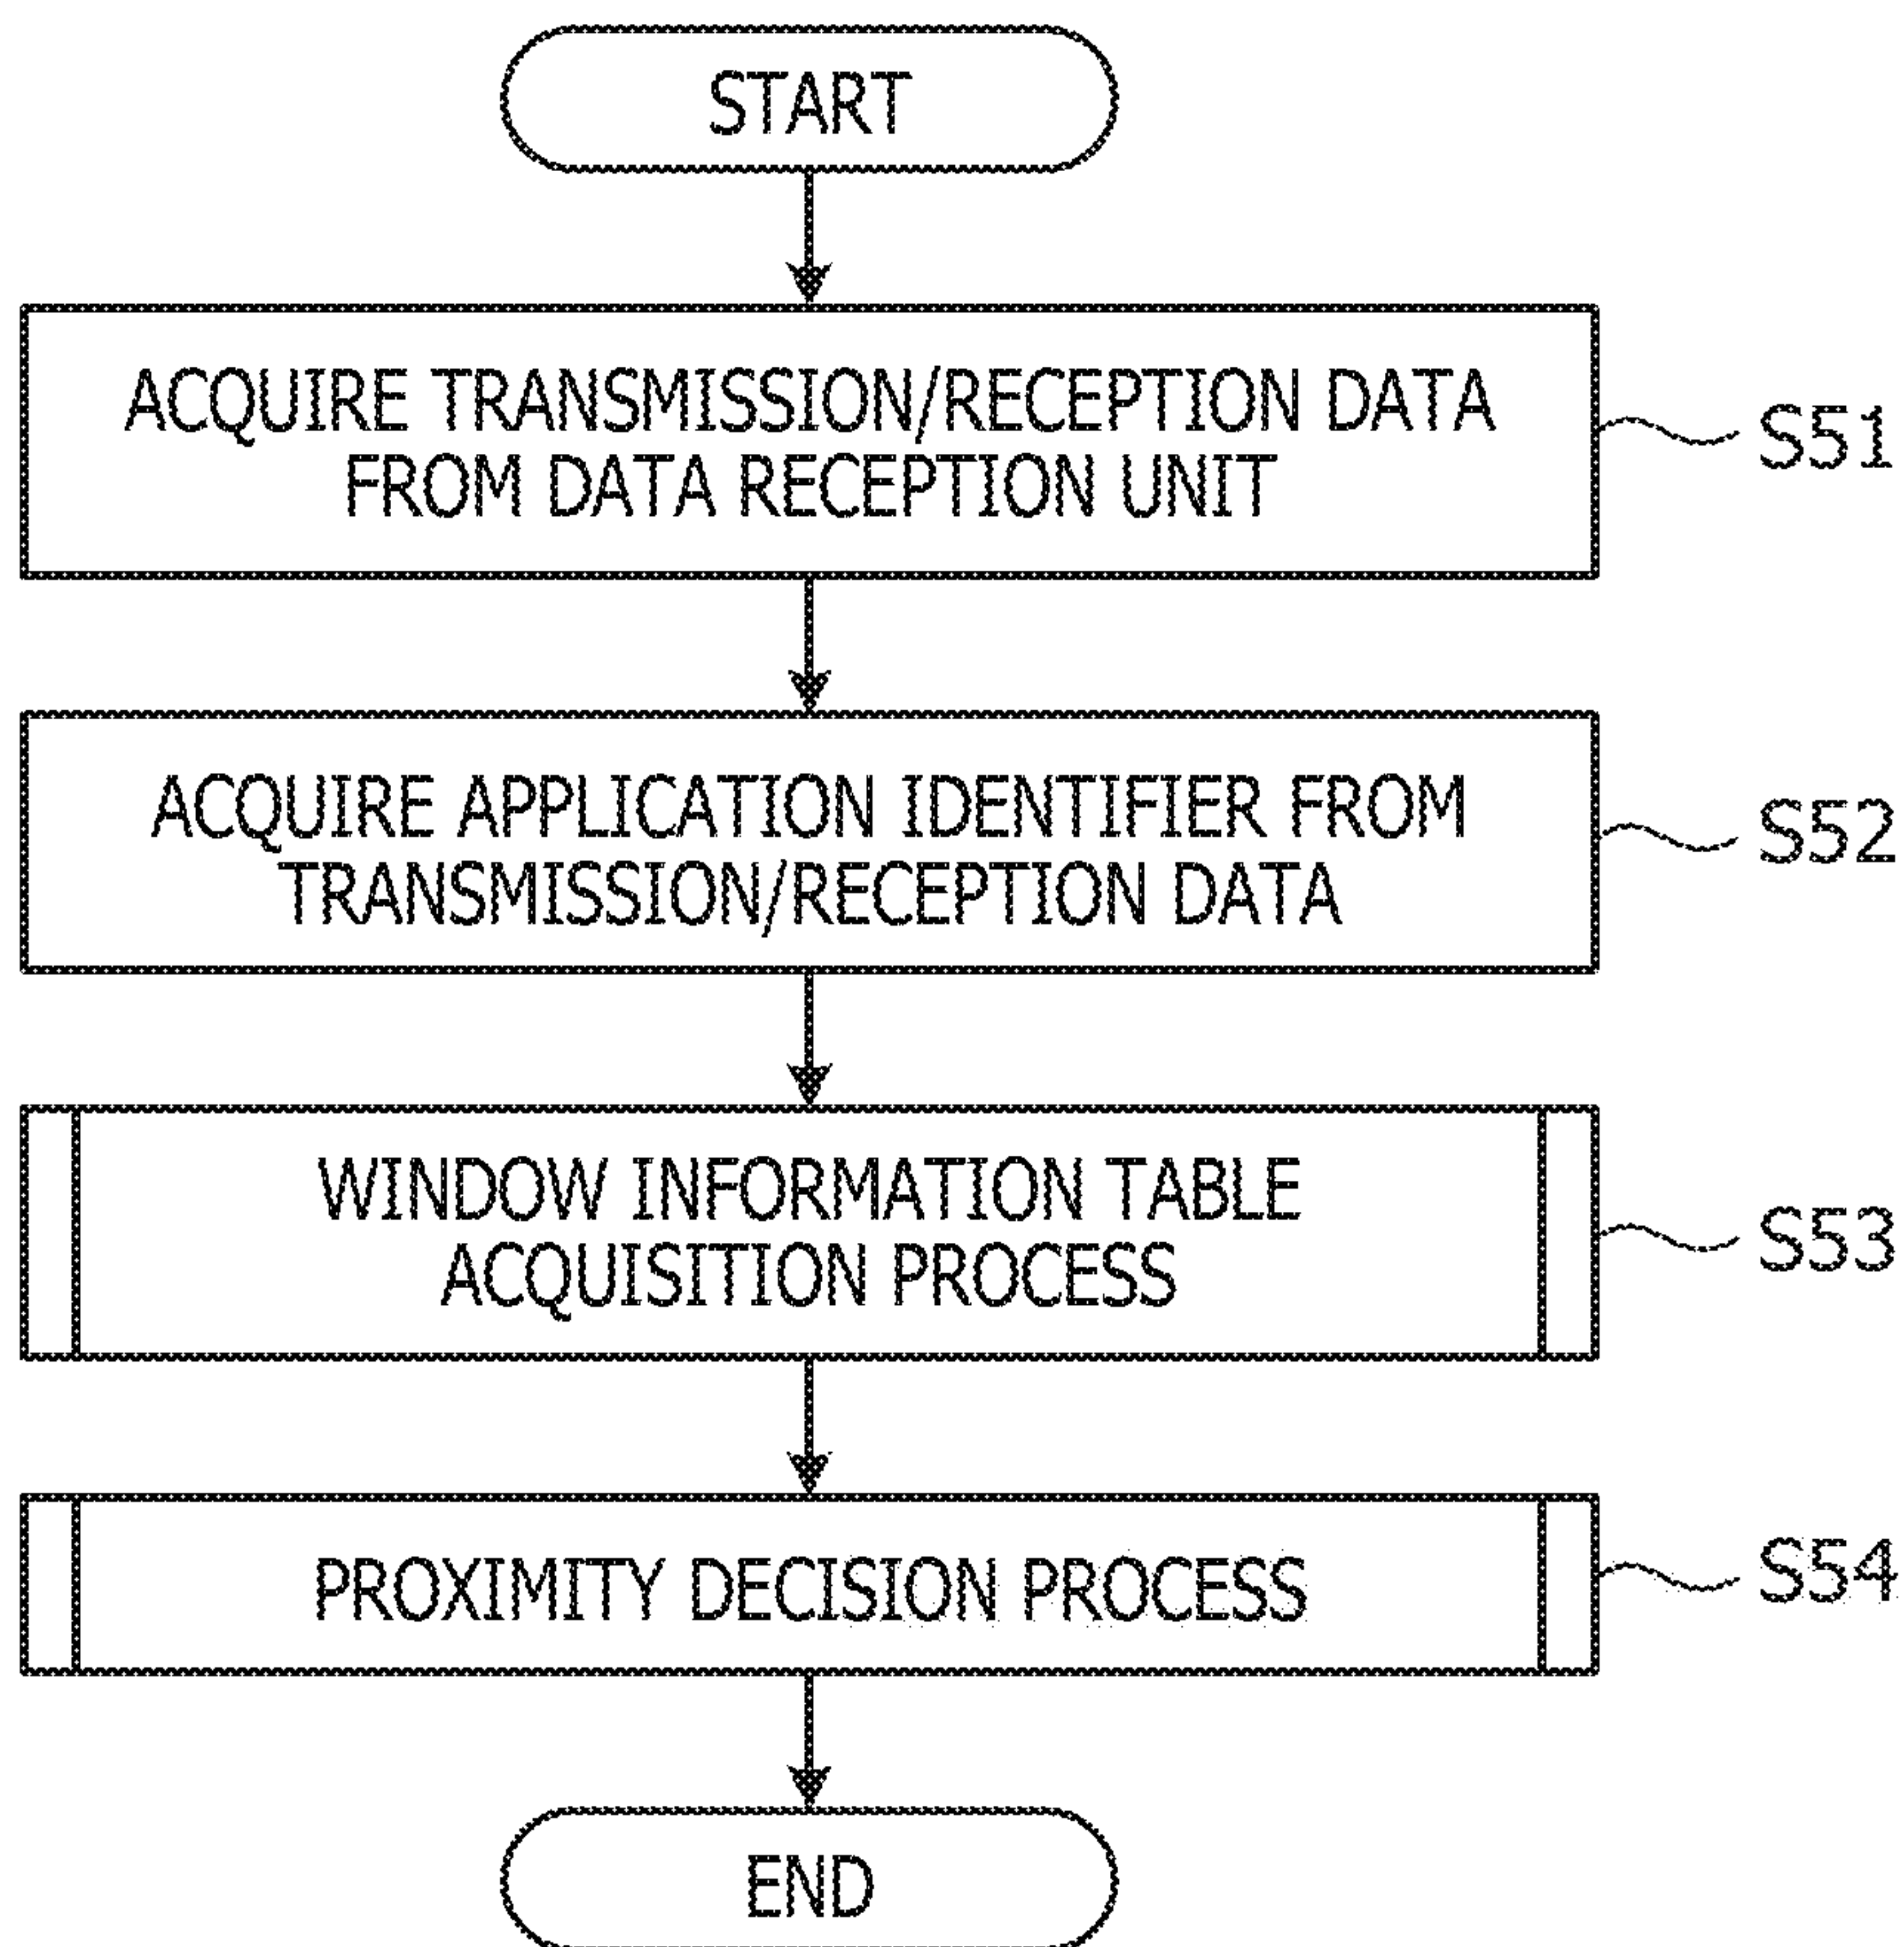 START
ACQUIRE TRANSMISSION/RECEPTION DATA
FROM DATA RECEPTION UNIT
S51
ACQUIRE APPLICATION IDENTIFIER FROM
TRANSMISSION/RECEPTION DATA
S52
WINDOW INFORMATION TABLE
ACQUISITION PROCESS
S53
PROXIMITY DECISION PROCESS
S54
END